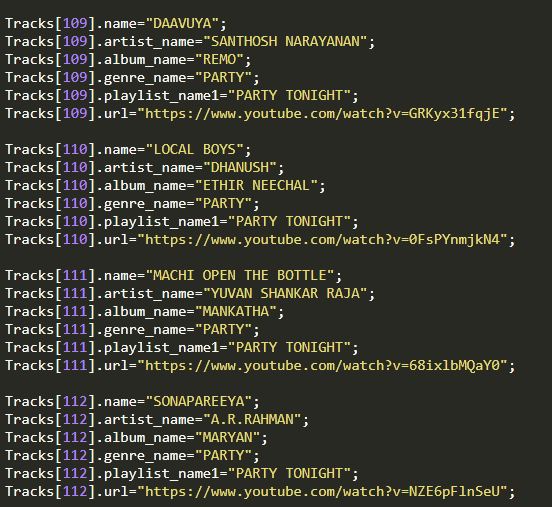 Tracks[109].name="DAAVUYA";
Tracks[109].artist_name="SANTHOSH NARAYANAN";
Tracks[109].album_name="REMO";
Tracks[109].genre_name="PARTY";
Tracks[109].playlist_name1="PARTY TONIGHT";
Tracks[109].url="https://www.youtube.com/watch?v=GRKyx31fqjE";
Tracks[110].name="LOCAL BOYS";
Tracks[110].artist_name="DHANUSH";
Tracks[110].album_name="ETHIR NEECHAL";
Tracks[110].genre_name="PARTY";
Tracks[110].playlist_name1="PARTY TONIGHT";
Tracks[110].url="https://www.youtube.com/watch?v=0FsPYnmjkN4";
Tracks[111].name="MACHI OPEN THE BOTTLE";
Tracks[111].artist_name="YUVAN SHANKAR RAJA";
Tracks[111].album_name="MANKATHA";
Tracks[111].genre_name="PARTY";
Tracks[111].playlist_name1="PARTY TONIGHT";
Tracks[111].url="https://www.youtube.com/watch?v=68ixlbMQaY0";
Tracks[112].name="SONAPAREEYA";
Tracks[112].artist_name="A.R.RAHMAN";
Tracks[112].album_name="MARYAN";
Tracks[112].genre_name="PARTY";
Tracks[112].playlist_name1="PARTY TONIGHT";
Tracks[112].url="https://www.youtube.com/watch?v=NZE6pFlnSeU";